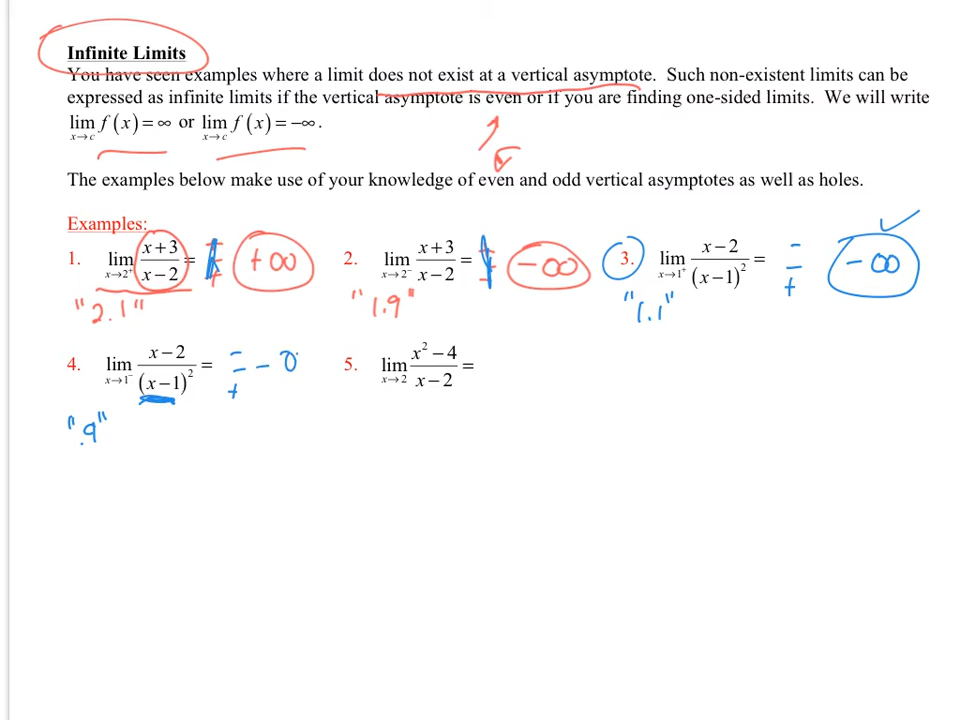 Infinite Limits
You have seen examples where a limit does not exist at a vertical asymptote. Such non-existent limits can be
expressed as infinite limits if the vertical asymptote is even or if you are finding one-sided limits. We will write
lim x→c f(x) = ∞ or lim x→c f(x) = −∞.
The examples below make use of your knowledge of even and odd vertical asymptotes as well as holes.
Examples:
1. lim x→2⁺ (x+3)/(x−2) = +/+ +∞ 2. lim x→2⁻ (x+3)/(x−2) = −∞ 3. lim x→1⁺ (x−2)/(x−1)² = −/+ −∞
"2.1" "1.9" "1.1"
4. lim x→1⁻ (x−2)/(x−1)² = −/+ − 5. lim x→2 (x²−4)/(x−2) =
".9"